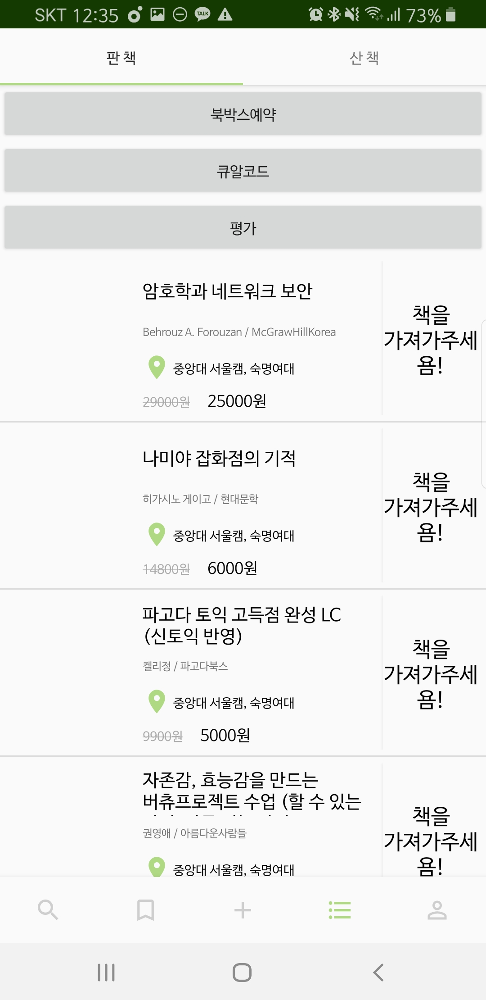 SKT 12:35 TALK 73%
판 책
산 책
북박스예약
큐알코드
평가
암호학과 네트워크 보안
Behrouz A. Forouzan / McGrawHillKorea
중앙대 서울캠, 숙명여대
29000원 25000원
책을
가져가주세
욤!
나미야 잡화점의 기적
히가시노 게이고 / 현대문학
중앙대 서울캠, 숙명여대
14800원 6000원
책을
가져가주세
욤!
파고다 토익 고득점 완성 LC
(신토익 반영)
켈리정 / 파고다북스
중앙대 서울캠, 숙명여대
9900원 5000원
책을
가져가주세
욤!
자존감, 효능감을 만드는
버츄프로젝트 수업 (할 수 있는
권영애 / 아름다운사람들
중앙대 서울캠, 숙명여대
책을
가져가주세
욤!